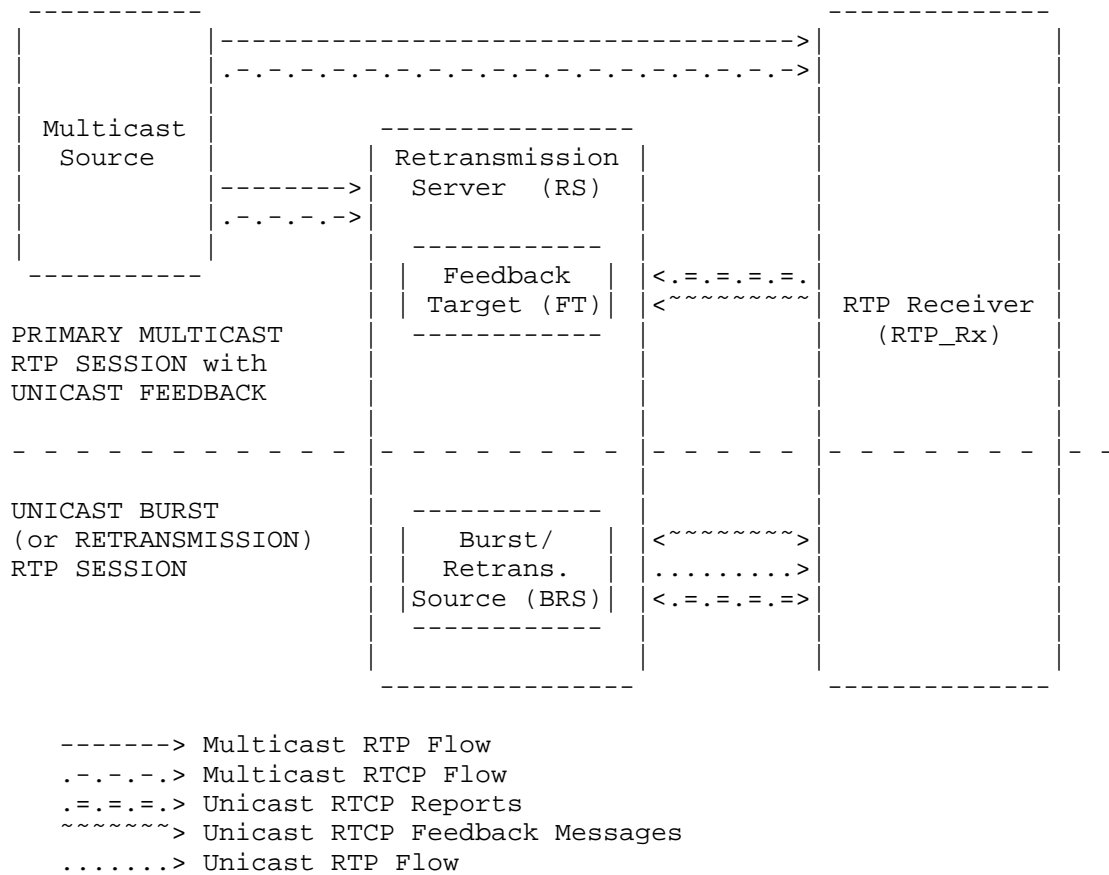 Multicast
Source
Retransmission
Server (RS)
Feedback
Target (FT)
RTP Receiver
(RTP_Rx)
PRIMARY MULTICAST
RTP SESSION with
UNICAST FEEDBACK
UNICAST BURST
(or RETRANSMISSION)
RTP SESSION
Burst/
Retrans.
Source (BRS)
-------> Multicast RTP Flow
.-.-.-.> Multicast RTCP Flow
.=.=.=.> Unicast RTCP Reports
~~~~~~~> Unicast RTCP Feedback Messages
.......> Unicast RTP Flow